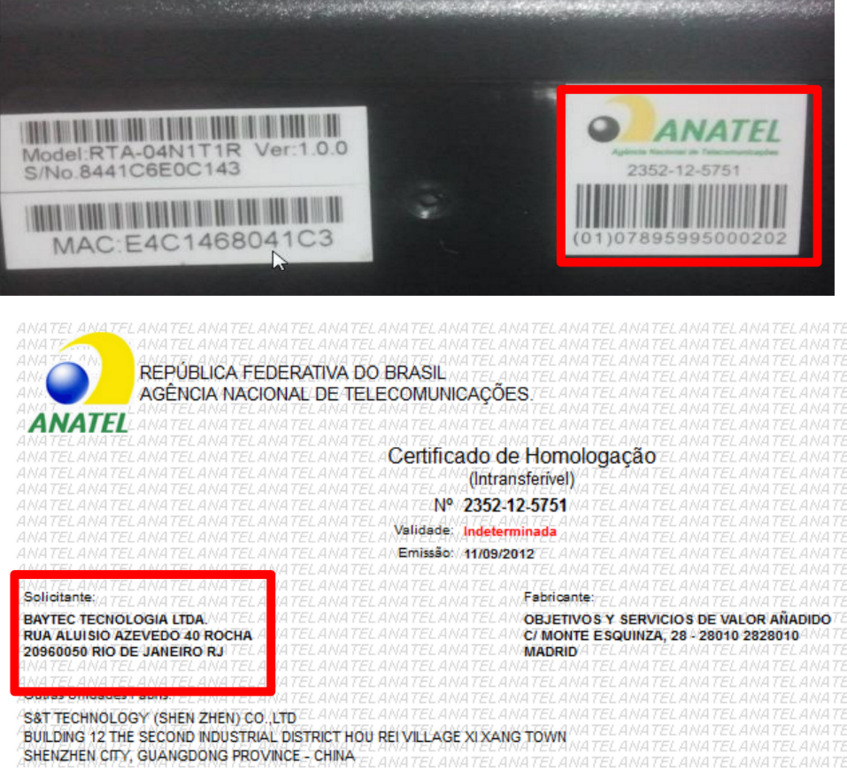 Model:RTA-04N1T1R Ver:1.0.0
S/No.8441C6E0C143
MAC:E4C1468041C3
ANATEL
Agência Nacional de Telecomunicações
2352-12-5751
(01)07895995000202
ANATEL
REPÚBLICA FEDERATIVA DO BRASIL
AGÊNCIA NACIONAL DE TELECOMUNICAÇÕES.
Certificado de Homologação
(Intransferível)
Nº 2352-12-5751
Validade: Indeterminada
Emissão: 11/09/2012
Solicitante:
BAYTEC TECNOLOGIA LTDA.
RUA ALUISIO AZEVEDO 40 ROCHA
20960050 RIO DE JANEIRO RJ
Fabricante:
OBJETIVOS Y SERVICIOS DE VALOR AÑADIDO
C/ MONTE ESQUINZA, 28 - 28010 2828010
MADRID
Outras Unidades Fabris:
S&T TECHNOLOGY (SHEN ZHEN) CO.,LTD
BUILDING 12 THE SECOND INDUSTRIAL DISTRICT HOU REI VILLAGE XI XANG TOWN
SHENZHEN CITY, GUANGDONG PROVINCE - CHINA